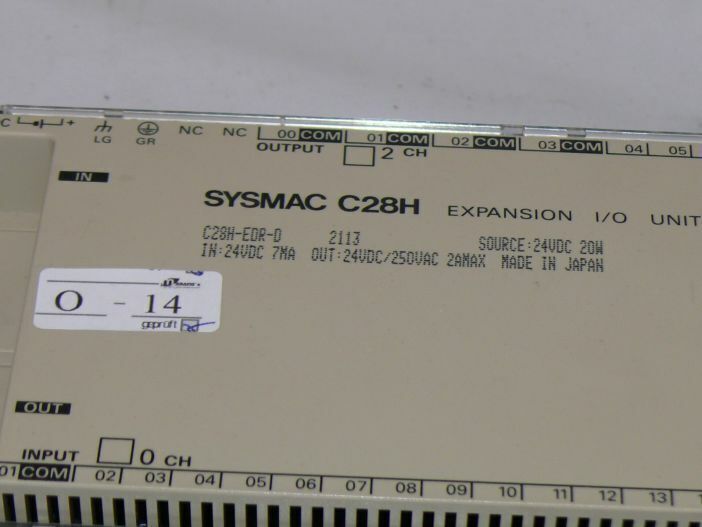 C + LG GR NC NC 00 COM 01 COM 02 COM 03 COM 04 05
OUTPUT 2 CH
IN
SYSMAC C28H EXPANSION I/O UNIT
C28H-EDR-D 2113 SOURCE:24VDC 20W
IN:24VDC 7MA OUT:24VDC/250VAC 2AMAX MADE IN JAPAN
O - 14
geprüft
OUT
INPUT 0 CH
01 COM 02 03 04 05 06 07 08 09 10 11 12 13